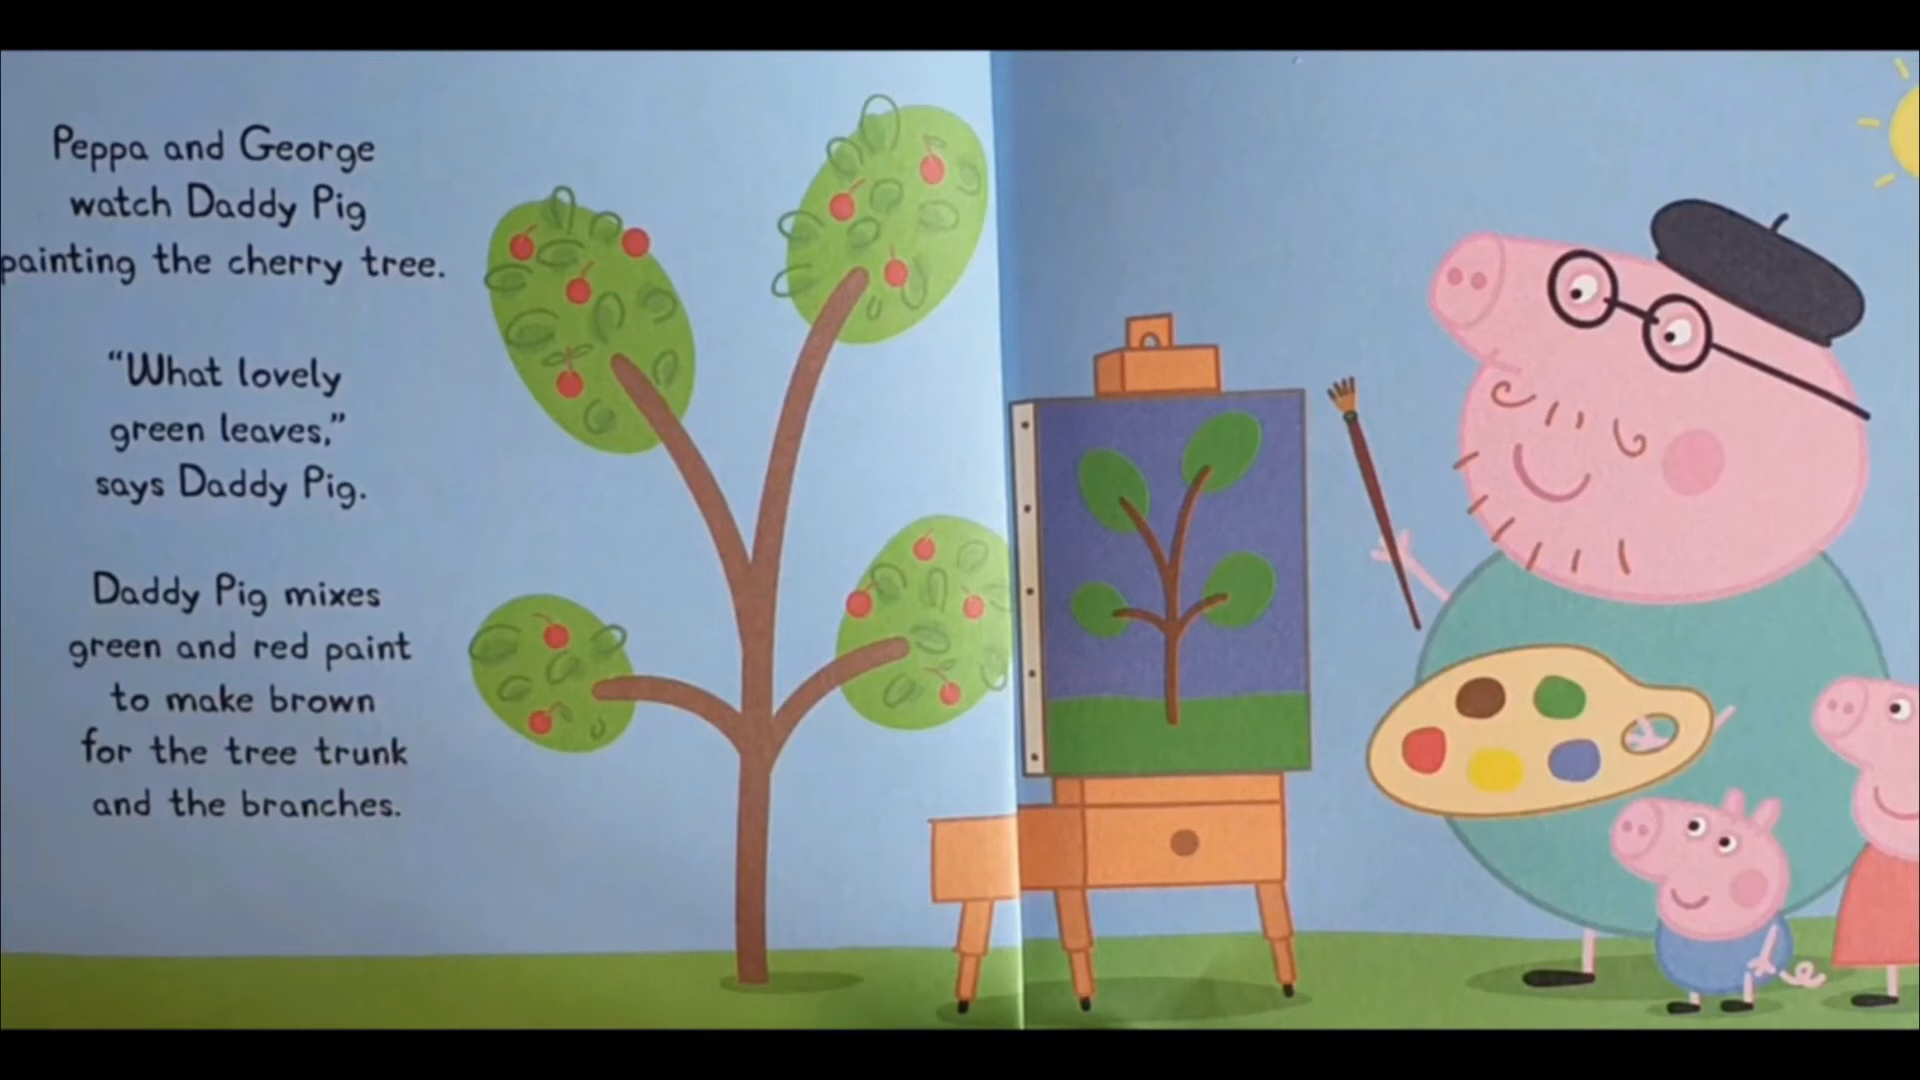 Peppa and George
watch Daddy Pig
painting the cherry tree.
“What lovely
green leaves,”
says Daddy Pig.
Daddy Pig mixes
green and red paint
to make brown
for the tree trunk
and the branches.